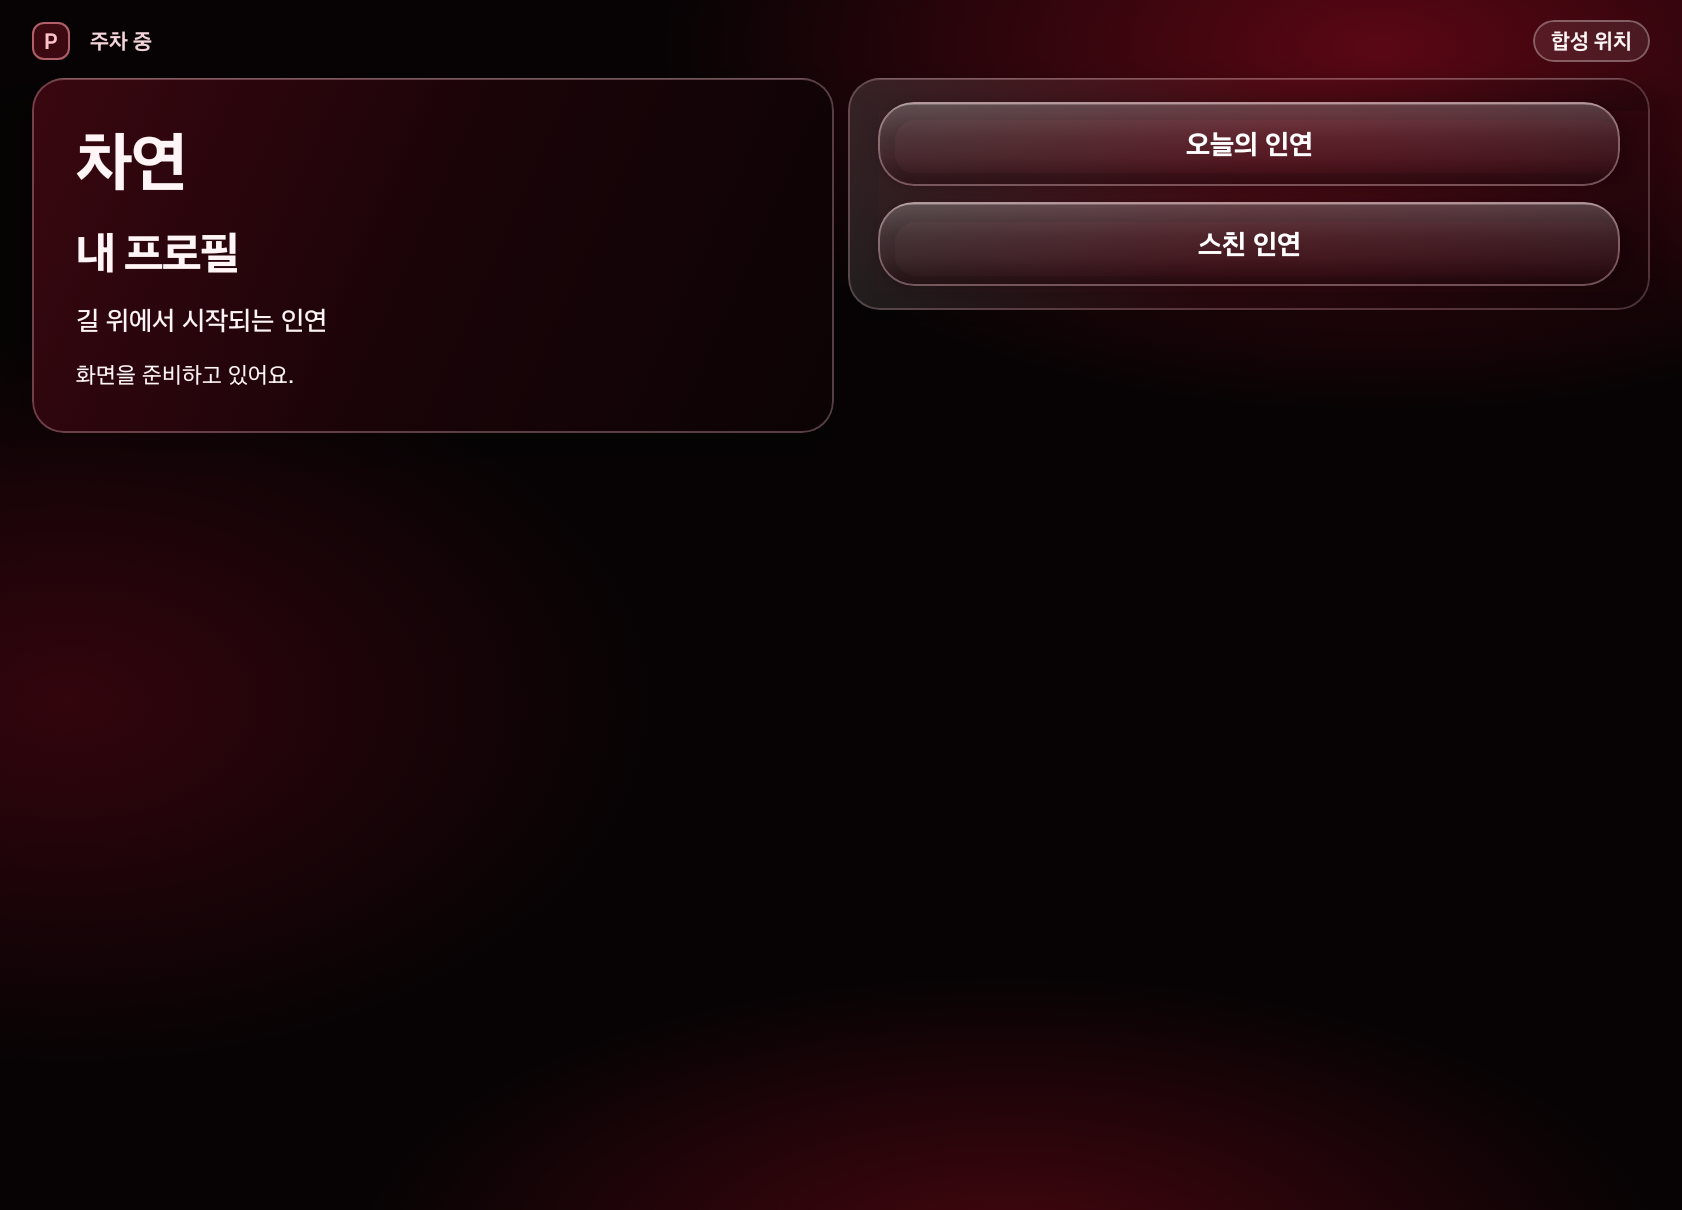 P 주차 중
합성 위치
차연
내 프로필
길 위에서 시작되는 인연
화면을 준비하고 있어요.
오늘의 인연
스친 인연